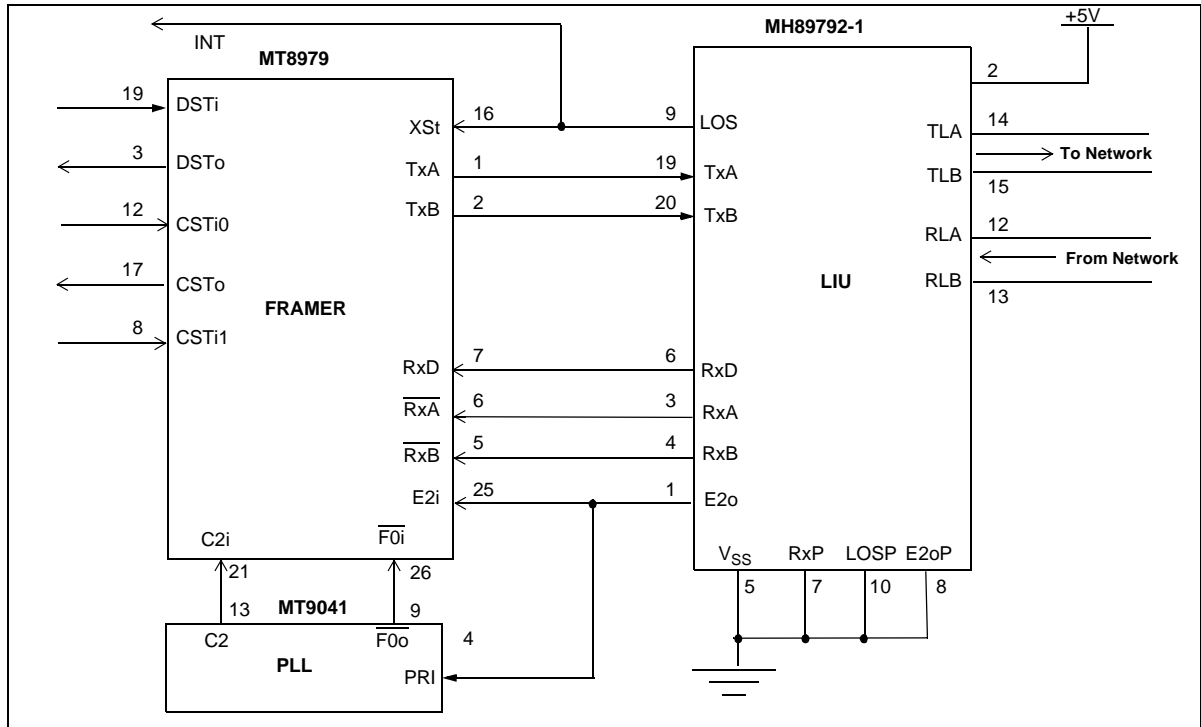 INT
MT8979
MH89792-1
+5V
19 DSTi
3 DSTo
12 CSTi0
17 CSTo
8 CSTi1
FRAMER
XSt 16
TxA 1
TxB 2
RxD 7
RxA 6
RxB 5
E2i 25
C2i
21
F0i
26
9 LOS
19 TxA
20 TxB
6 RxD
3 RxA
4 RxB
1 E2o
LIU
2
TLA 14
To Network
TLB 15
RLA 12
From Network
RLB 13
VSS RxP LOSP E2oP
5 7 10 8
13 MT9041 9
C2 F0o
PLL
PRI 4